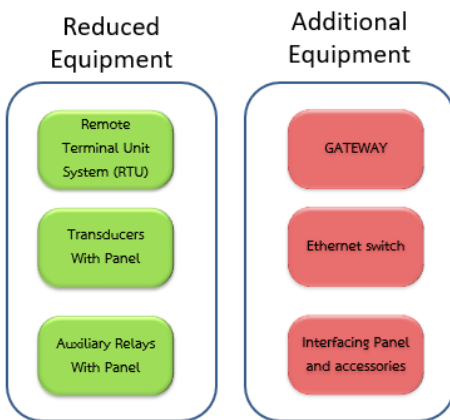 Reduced
Equipment
Remote
Terminal Unit
System (RTU)
Transducers
With Panel
Auxiliary Relays
With Panel
Additional
Equipment
GATEWAY
Ethernet switch
Interfacing Panel
and accessories